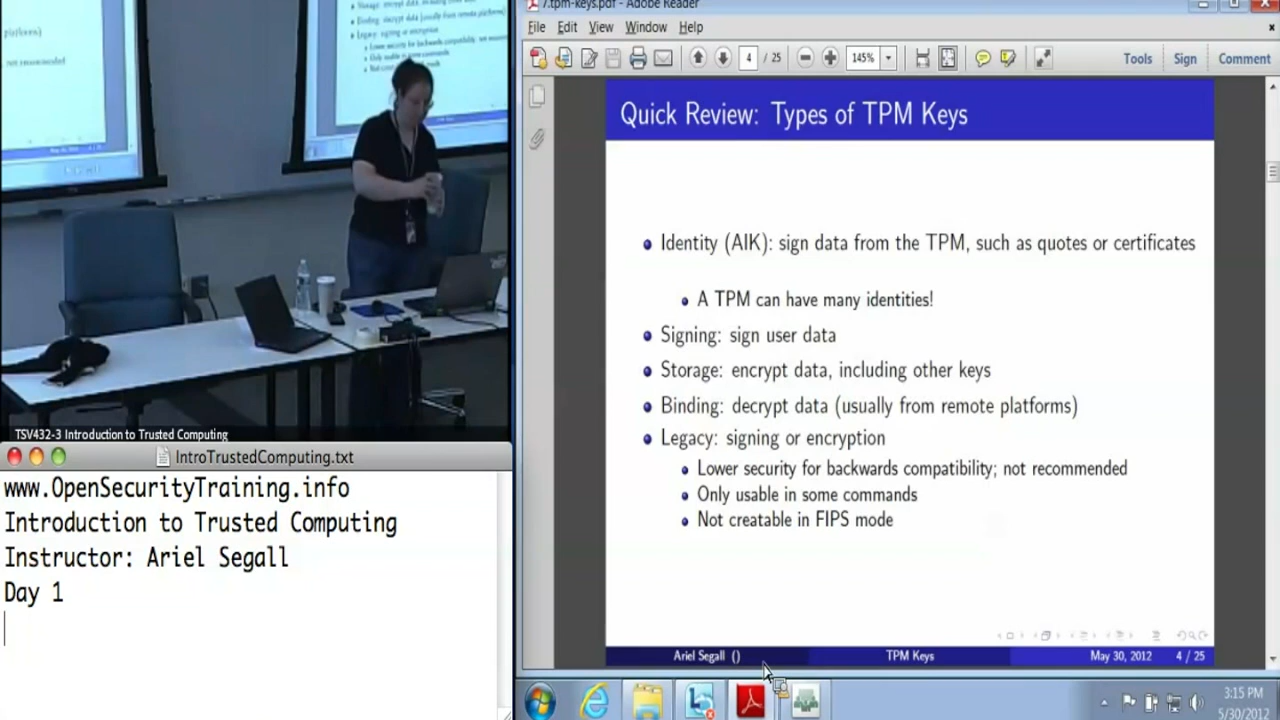 TSV432-3 Introduction to Trusted Computing
IntroTrustedComputing.txt
www.OpenSecurityTraining.info
Introduction to Trusted Computing
Instructor: Ariel Segall
Day 1
7.tpm-keys.pdf - Adobe Reader
File Edit View Window Help
4 / 25 145% Tools Sign Comment
Quick Review: Types of TPM Keys
Identity (AIK): sign data from the TPM, such as quotes or certificates
A TPM can have many identities!
Signing: sign user data
Storage: encrypt data, including other keys
Binding: decrypt data (usually from remote platforms)
Legacy: signing or encryption
Lower security for backwards compatibility; not recommended
Only usable in some commands
Not creatable in FIPS mode
Ariel Segall () TPM Keys May 30, 2012 4 / 25
3:15 PM
5/30/2012